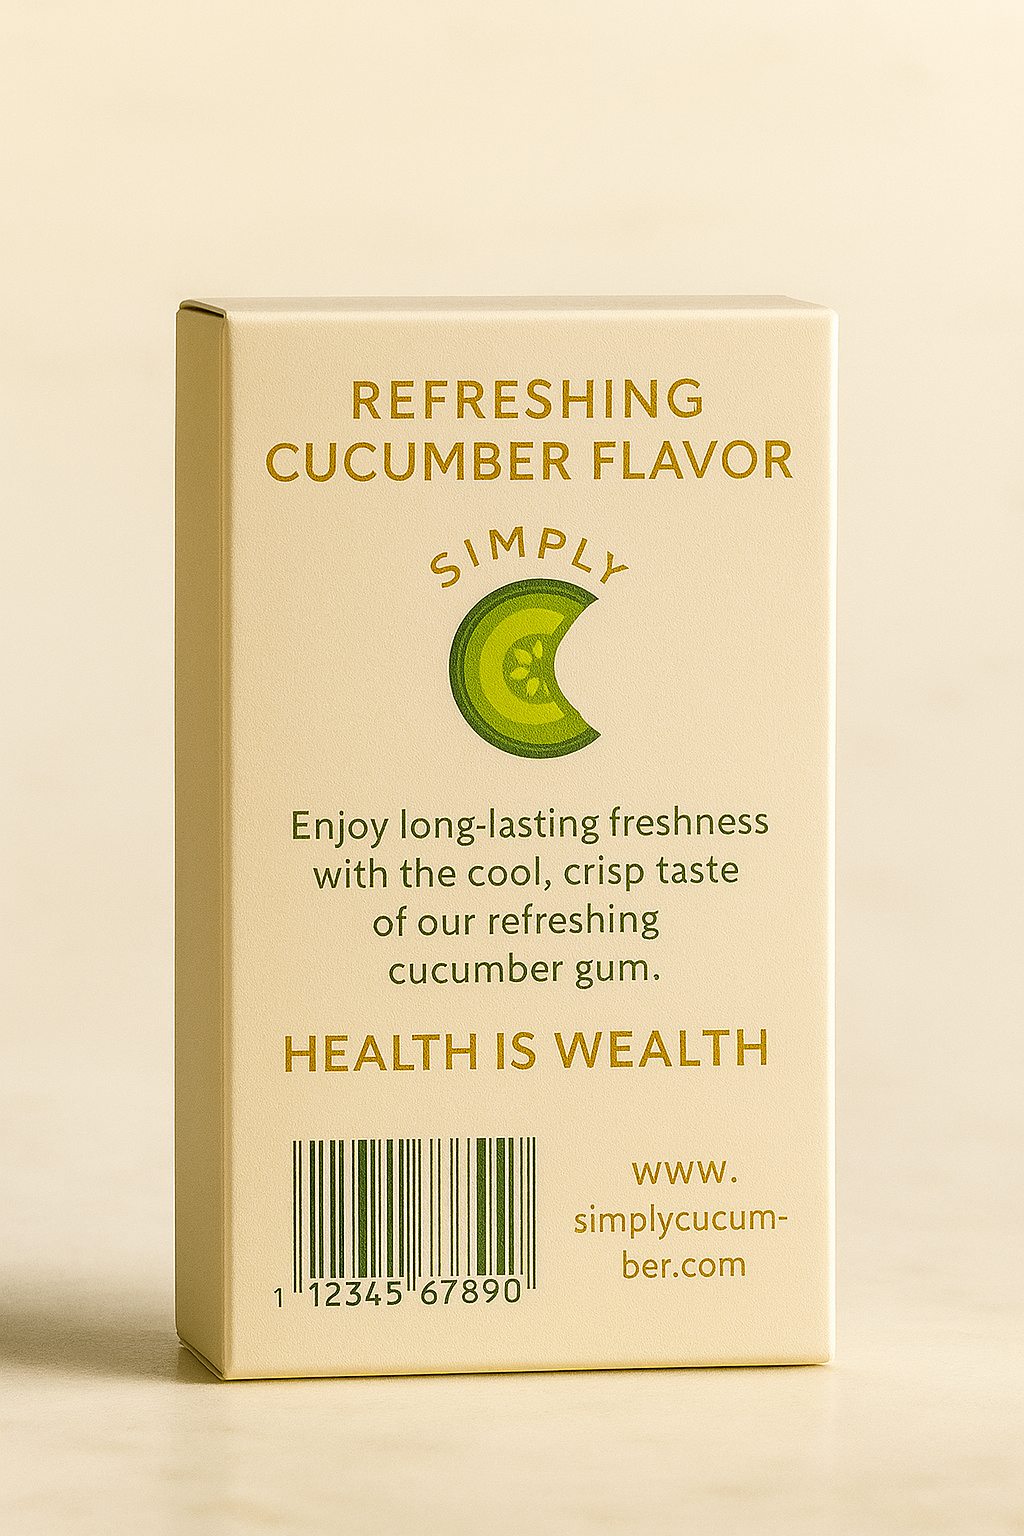 REFRESHING
CUCUMBER FLAVOR
SIMPLY
Enjoy long-lasting freshness
with the cool, crisp taste
of our refreshing
cucumber gum.
HEALTH IS WEALTH
www.
simplycucum-
ber.com
1 12345 67890